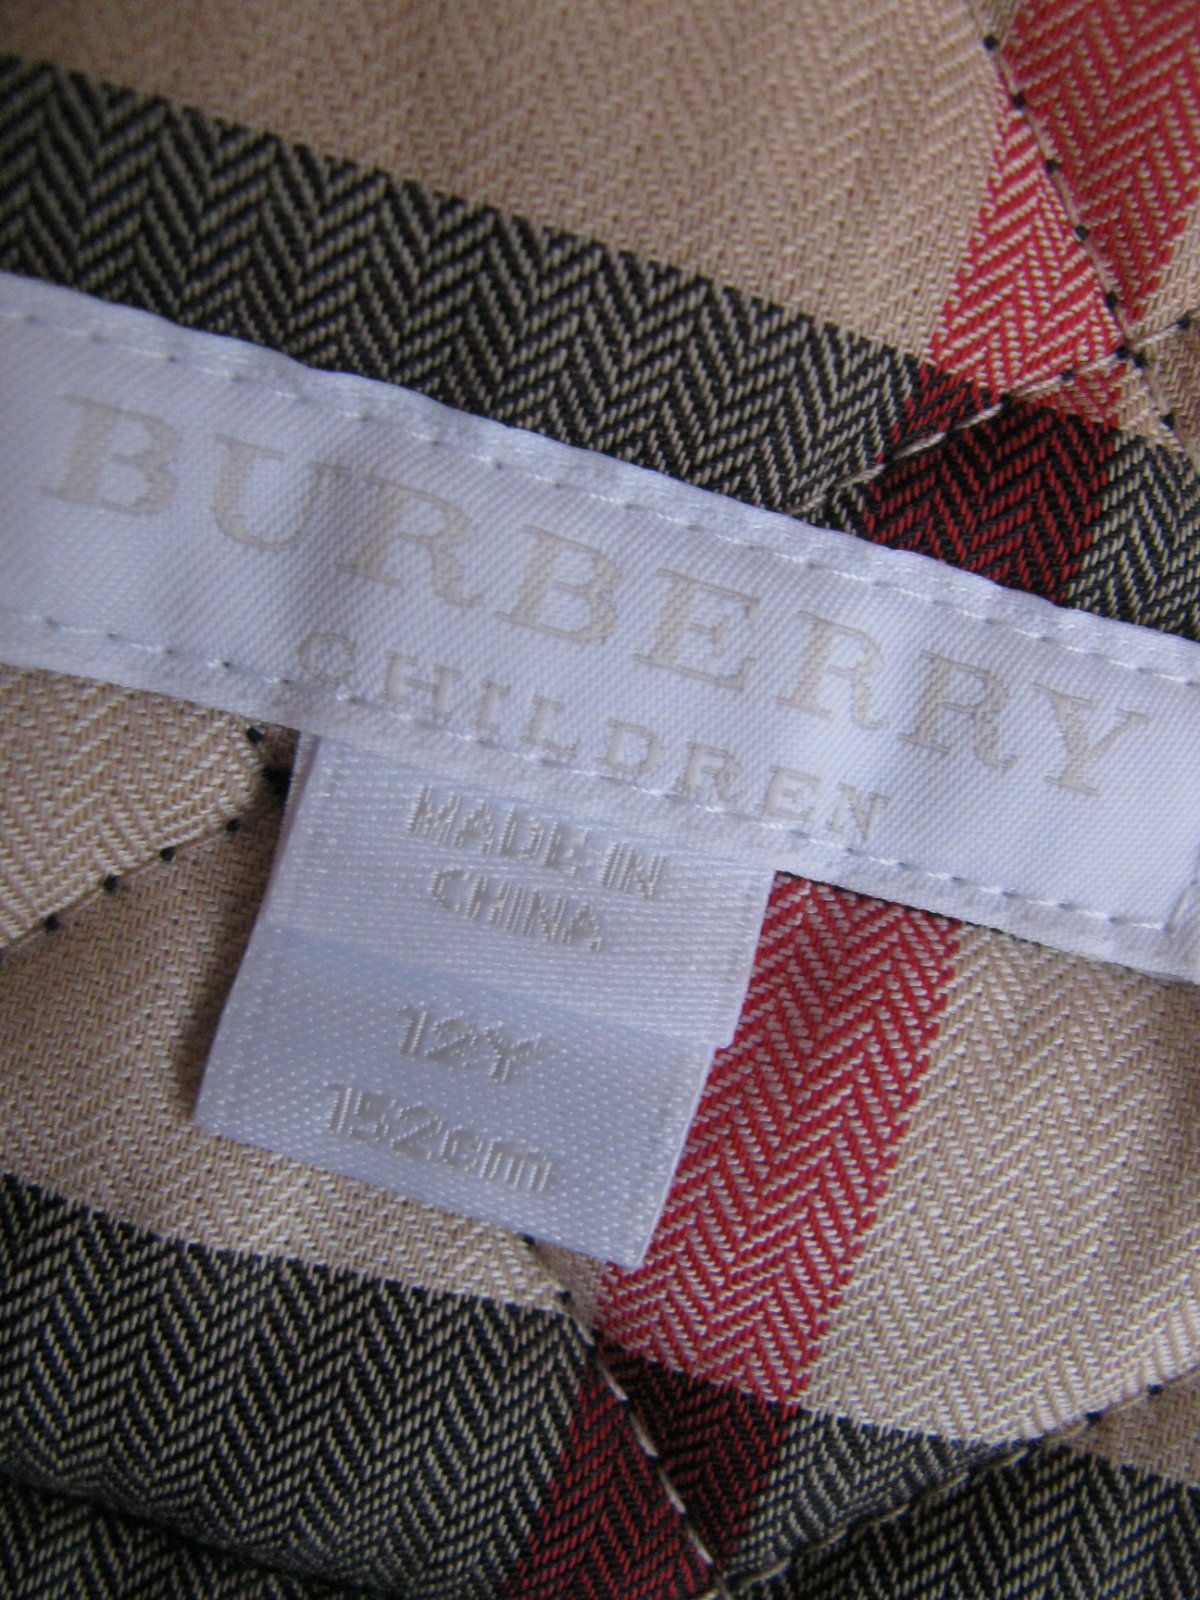 BURBERRY
CHILDREN
MADE IN
CHINA
12Y
152cm